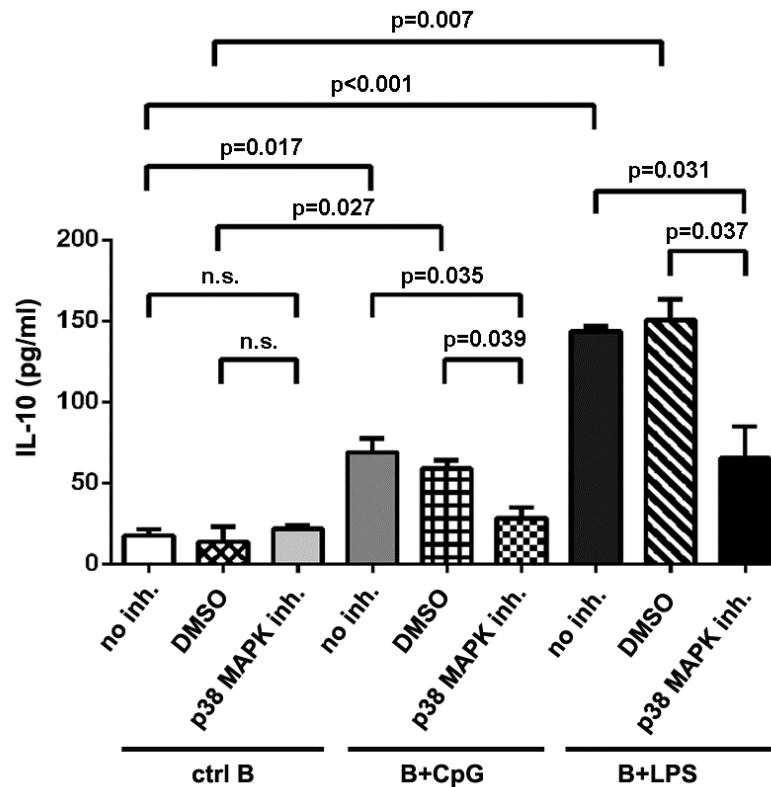 p=0.007
p<0.001
p=0.017
p=0.031
p=0.027
p=0.037
n.s.
p=0.035
n.s.
p=0.039
IL-10 (pg/ml)
200
150
100
50
0
no inh.
DMSO
p38 MAPK inh.
no inh.
DMSO
p38 MAPK inh.
no inh.
DMSO
p38 MAPK inh.
ctrl B
B+CpG
B+LPS